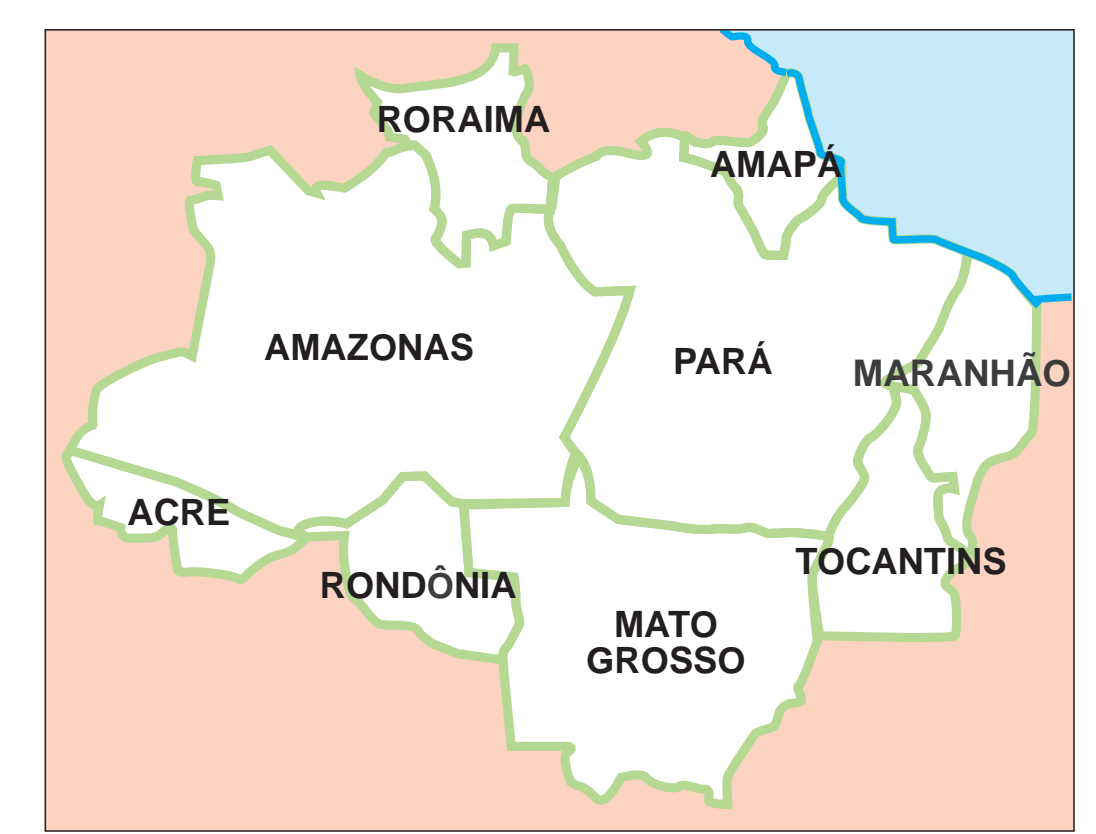 RORAIMA
AMAPÁ
AMAZONAS
PARÁ
MARANHÃO
ACRE
TOCANTINS
RONDÔNIA
MATO
GROSSO